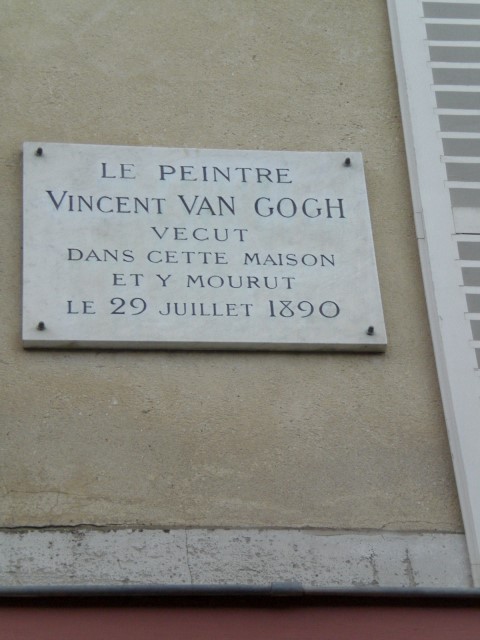 LE PEINTRE
VINCENT VAN GOGH
VECUT
DANS CETTE MAISON
ET Y MOURUT
LE 29 JUILLET 1890